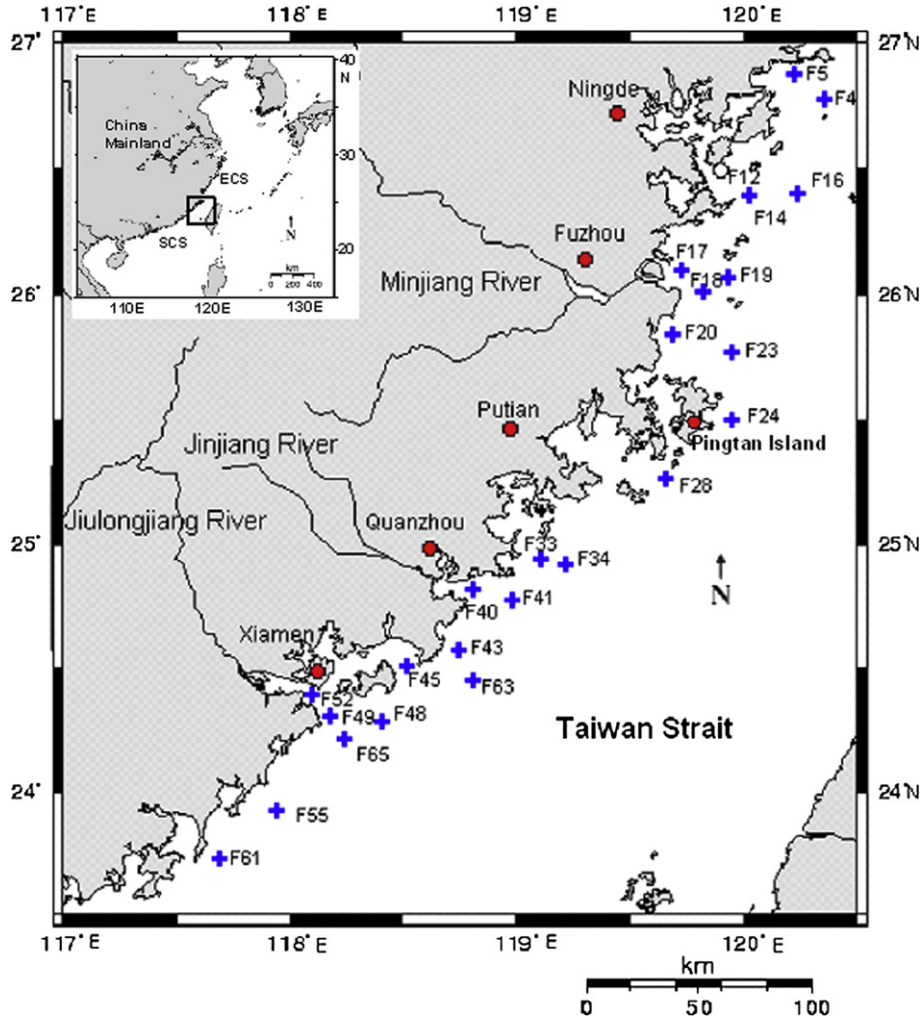 117° E
118° E
119° E
120° E
27°
27°N
40
N
China
Mainland
30
ECS
N
SCS
km
0 200 400
20
110E
120E
130E
Ningde
F5
F4
F12
F16
F14
Fuzhou
F17
F19
F18
Minjiang River
26°
26°N
F20
F23
Putian
F24
Pingtan Island
Jinjiang River
F28
Jiulongjiang River
Quanzhou
25°
25°N
F33
F34
N
F40
F41
Xiamen
F43
F45
F63
F52
F49
F48
F65
Taiwan Strait
24°
24°N
F55
F61
117° E
118° E
119° E
120° E
km
0 50 100